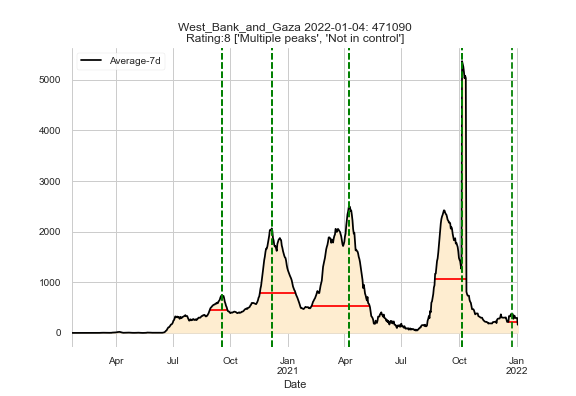 West_Bank_and_Gaza 2022-01-04: 471090
Rating:8 ['Multiple peaks', 'Not in control']
Average-7d
5000
4000
3000
2000
1000
0
Apr
Jul
Oct
Jan
2021
Apr
Jul
Oct
Jan
2022
Date